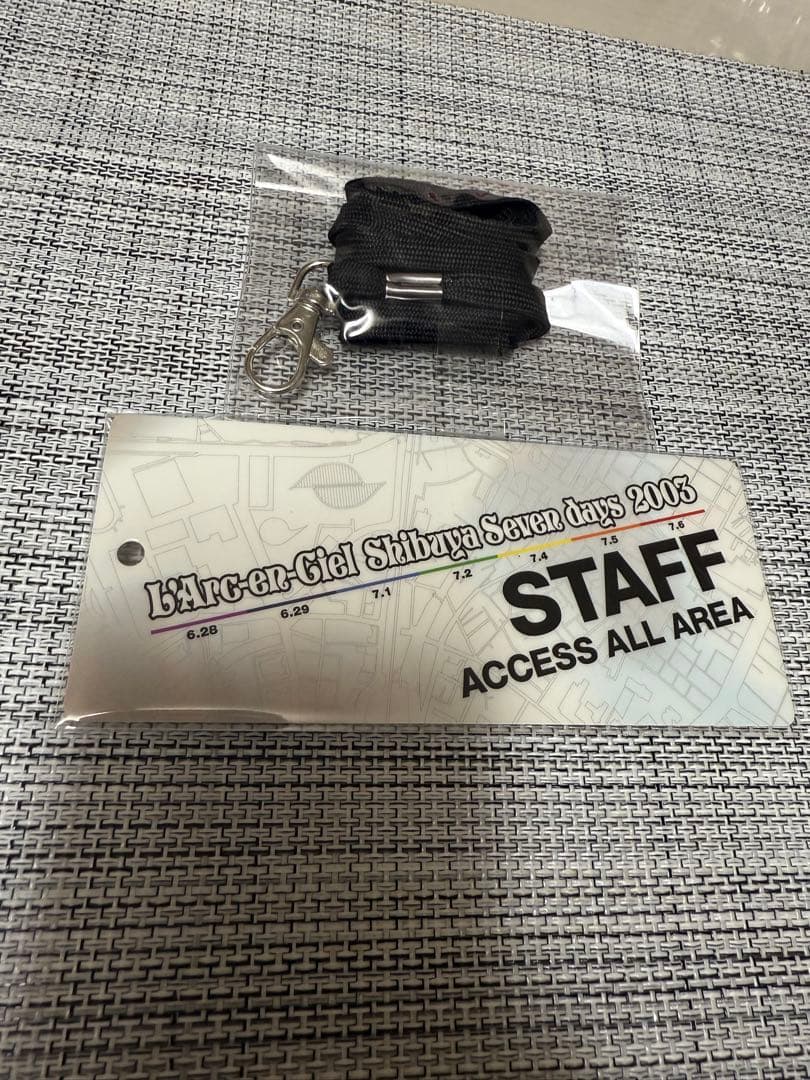 L'Arc-en-Ciel Shibuya Seven days 2003
6.28 6.29 7.1 7.2 7.4 7.5 7.6
STAFF
ACCESS ALL AREA